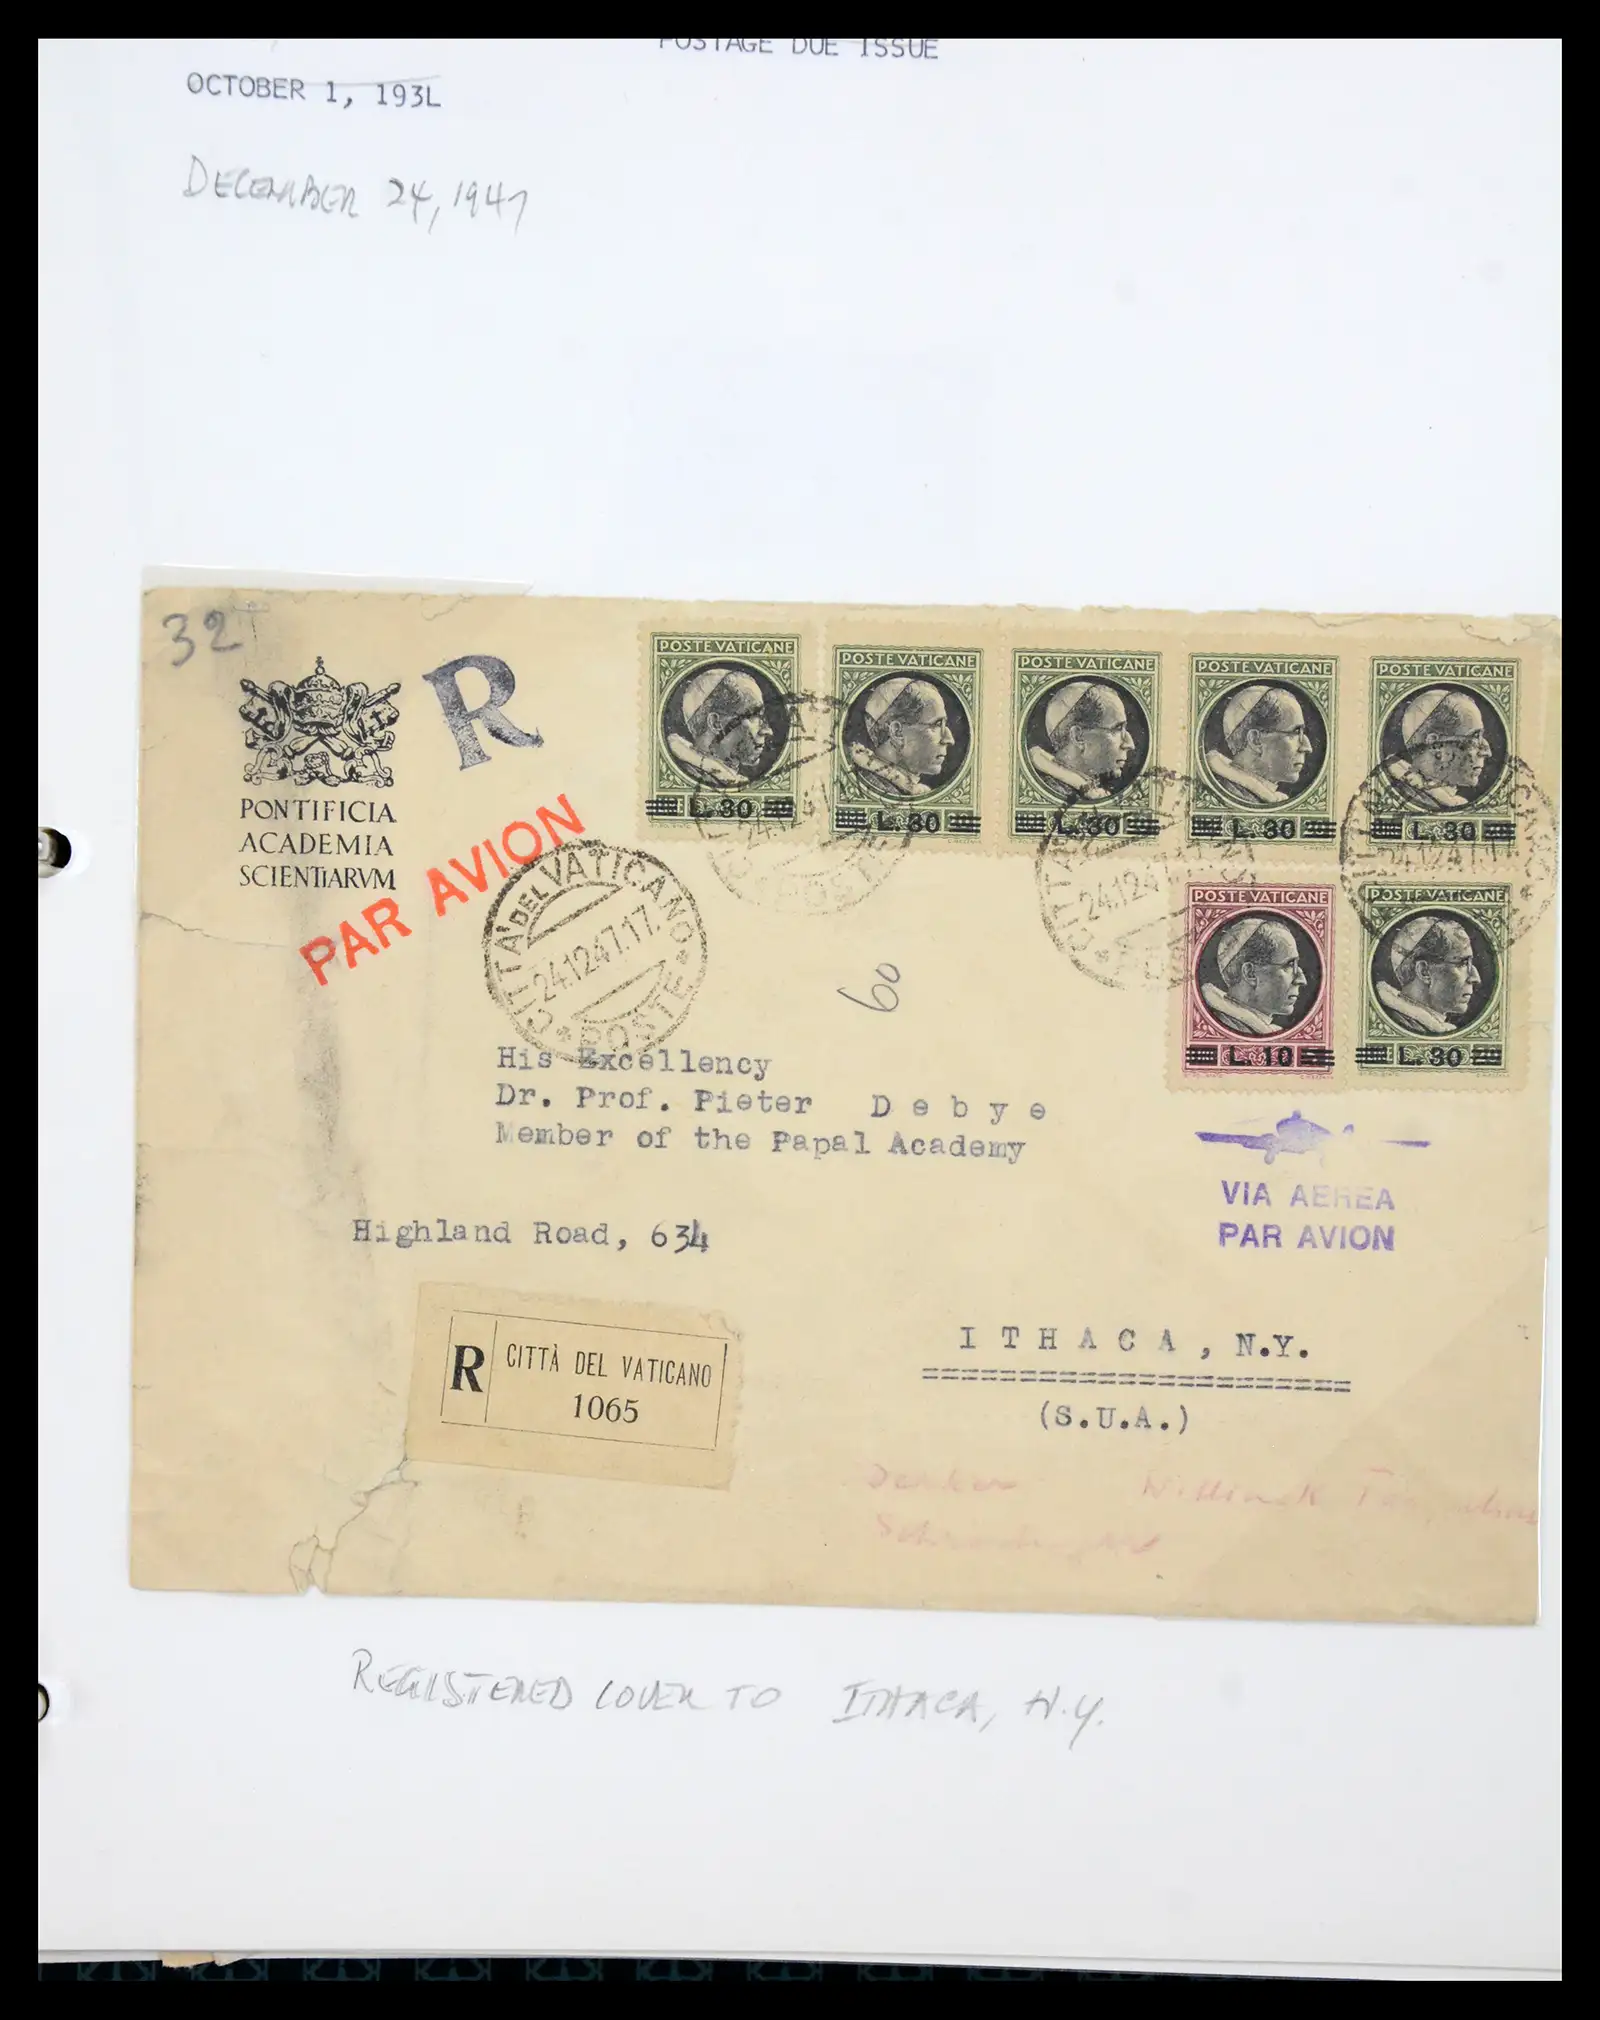 POSTAGE DUE ISSUE
OCTOBER 1, 193L
DECEMBER 24, 1947
32
PONTIFICIA
ACADEMIA
SCIENTIARVM
R
PAR AVION
POSTE VATICANE
L. 30
POSTE VATICANE
L. 30
POSTE VATICANE
L. 30
POSTE VATICANE
L. 30
POSTE VATICANE
L. 30
POSTE VATICANE
L. 10
POSTE VATICANE
L. 30
CITTÀ DEL VATICANO
24.12.47.17.
POSTE
60
His Excellency
Dr. Prof. Pieter D e b y e
Member of the Papal Academy
Highland Road, 634
VIA AEREA
PAR AVION
R CITTÀ DEL VATICANO
1065
I T H A C A , N.Y.
(S.U.A.)
REGISTERED COVER TO ITHACA, N.Y.